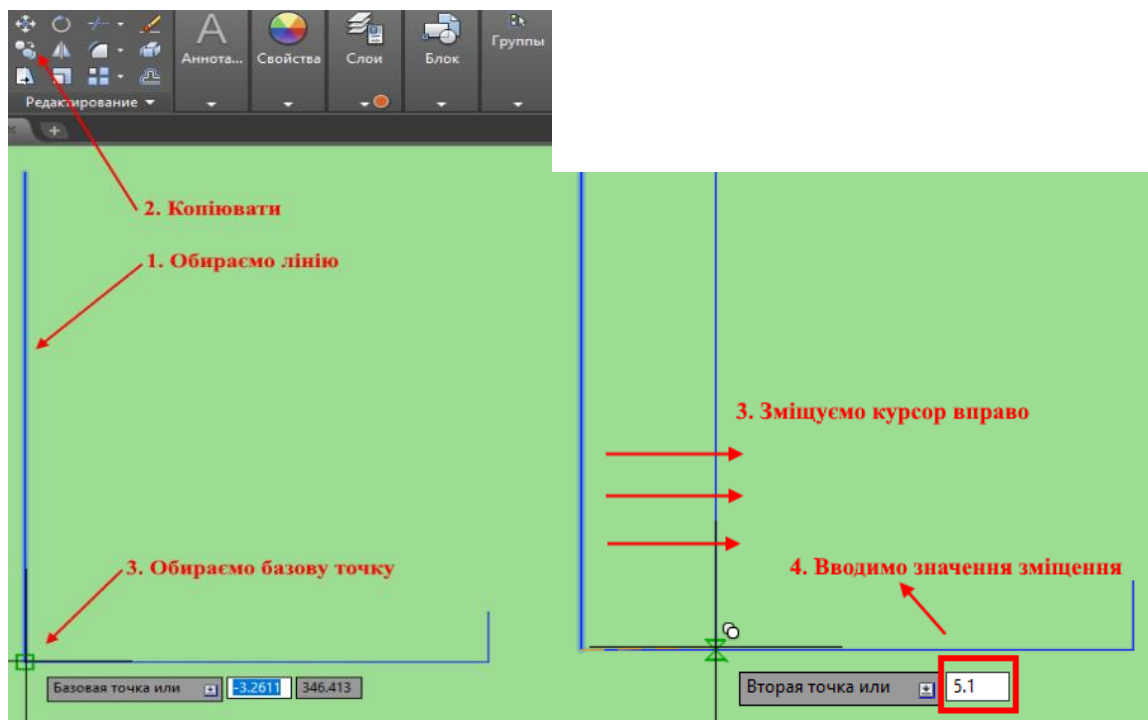 Аннота...
Свойства
Слои
Блок
Группы
Редактирование
2. Копіювати
1. Обираємо лінію
3. Обираємо базову точку
Базовая точка или
-3.2611
346.413
3. Зміщуємо курсор вправо
4. Вводимо значення зміщення
Вторая точка или
5.1